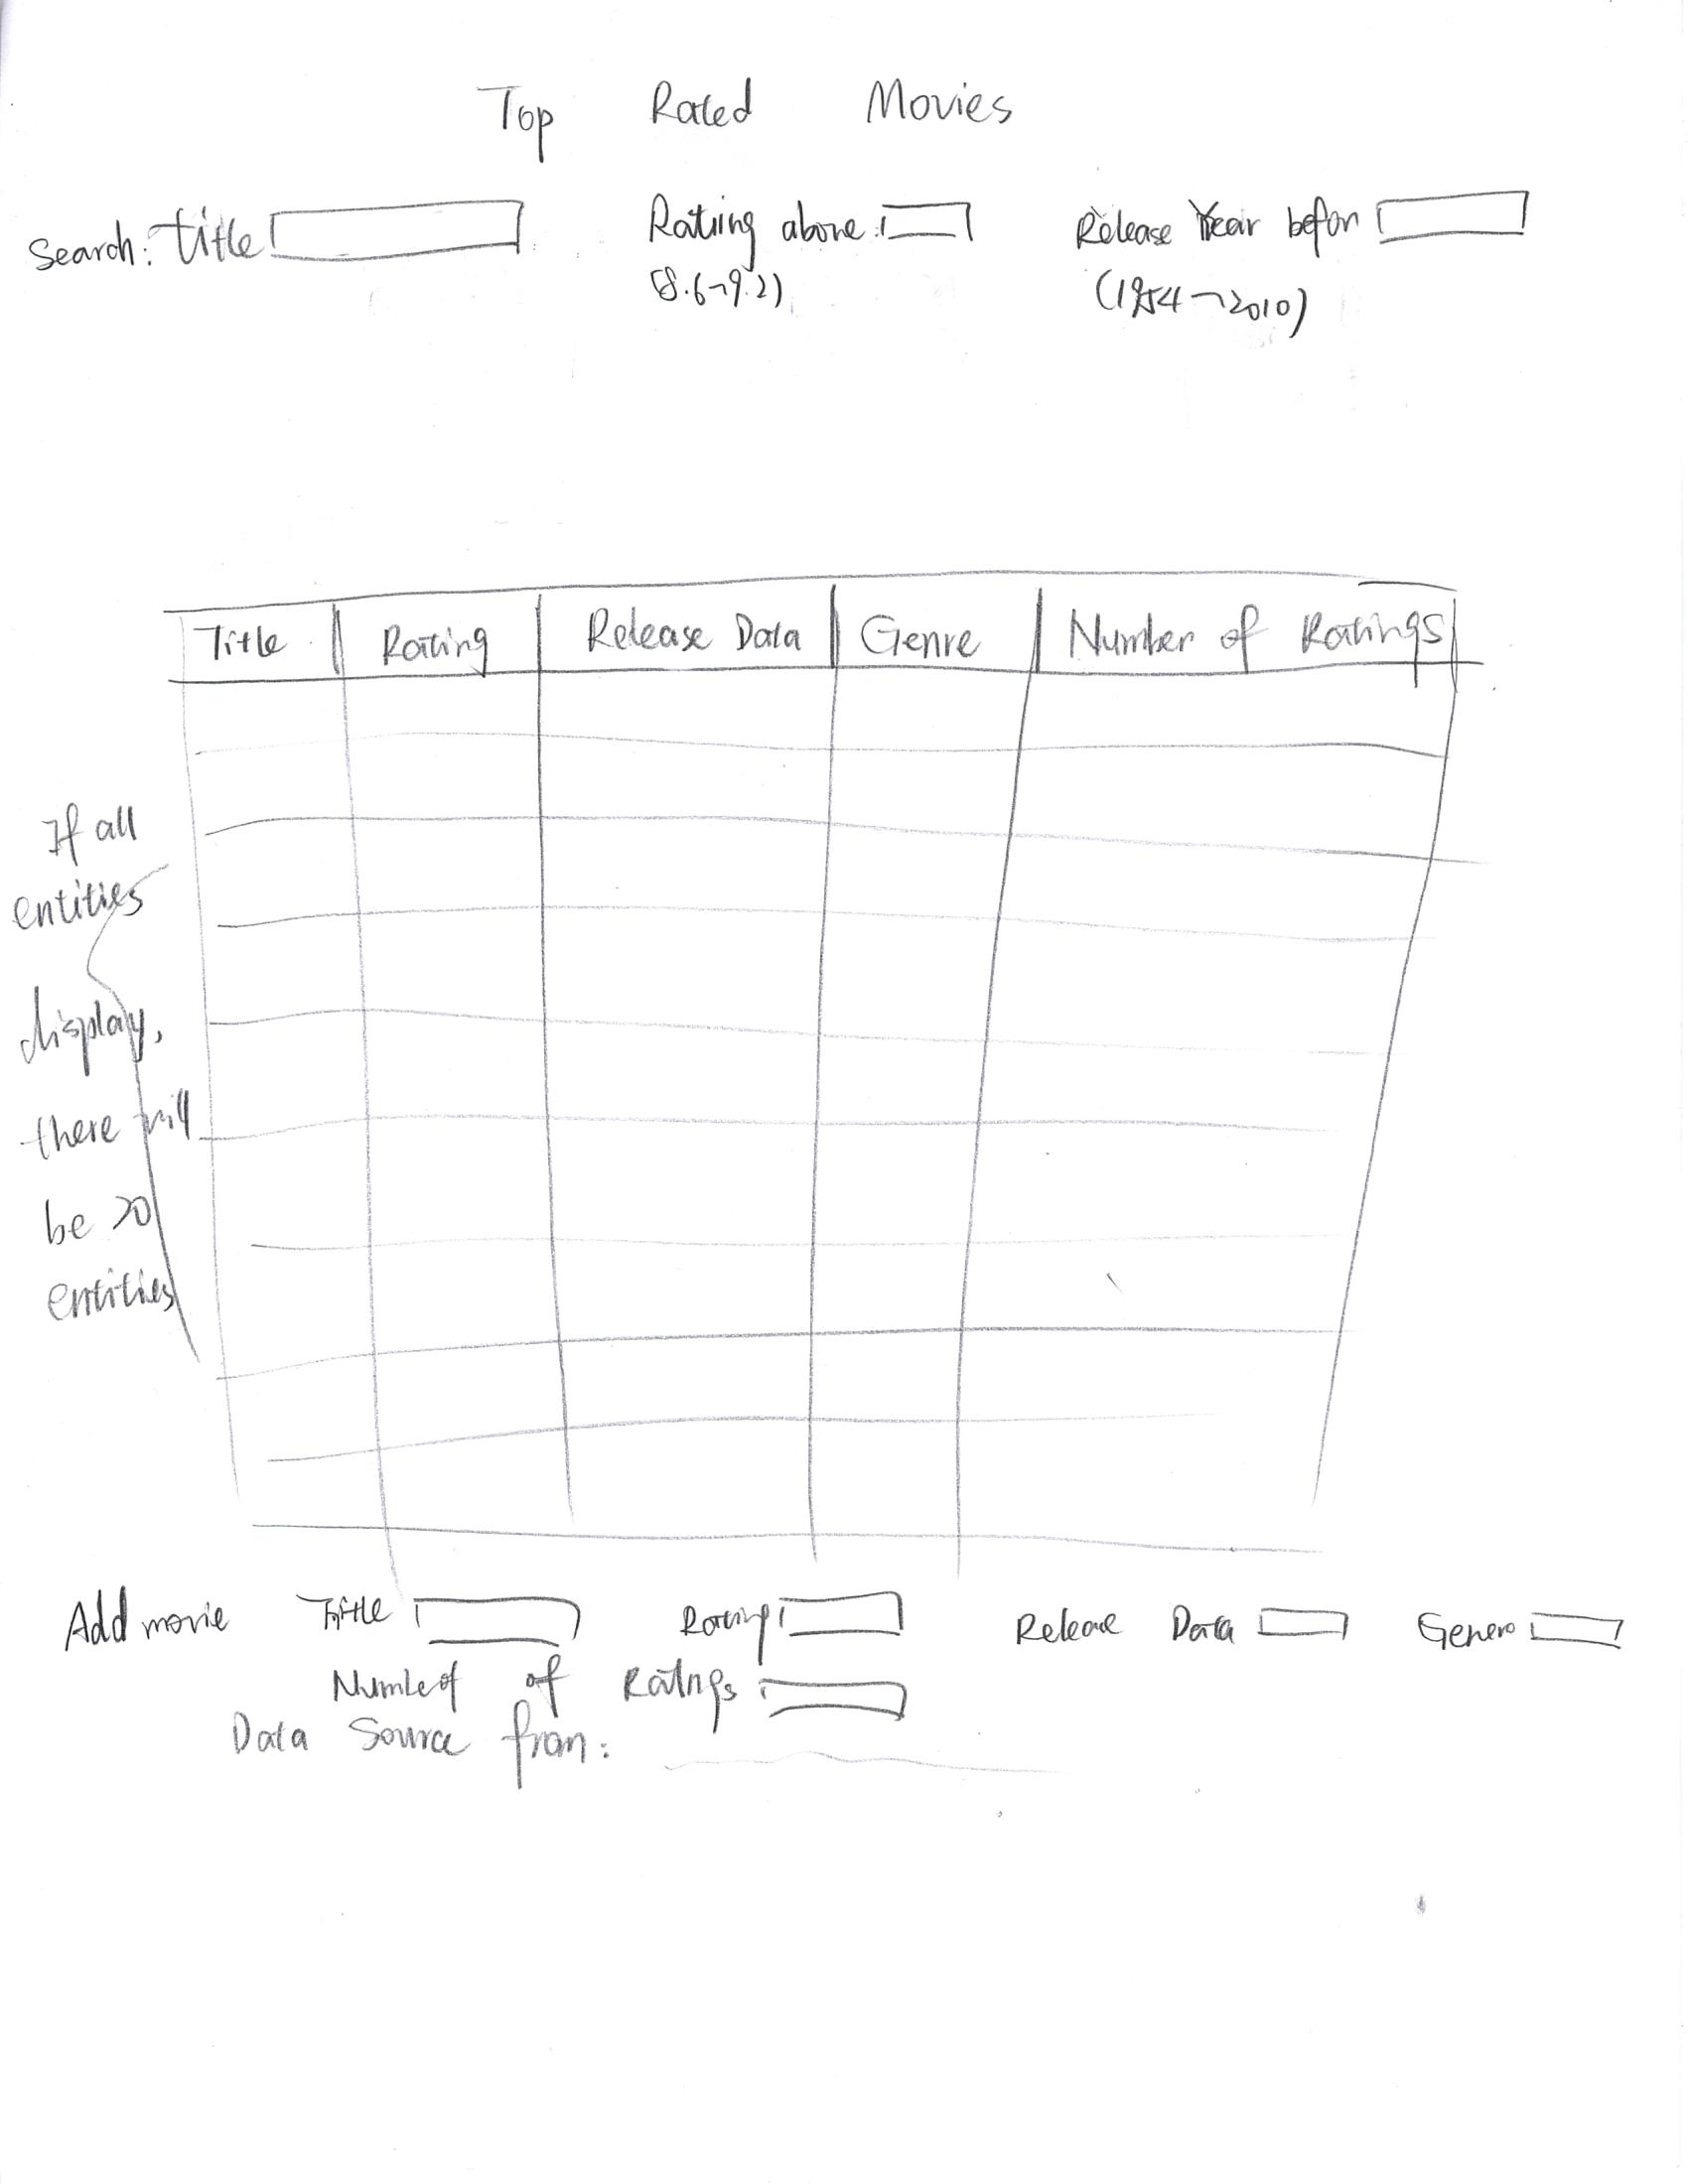 Top Rated Movies
Search: title
Rating above:
(8.6~9.2)
Release Year before
(1954~2010)
Title Rating Release Data Genre Number of Ratings
If all
entities
display,
there will
be 20
entities
Add movie Title Rating Release Data Genero
Number of Ratings
Data Source from: